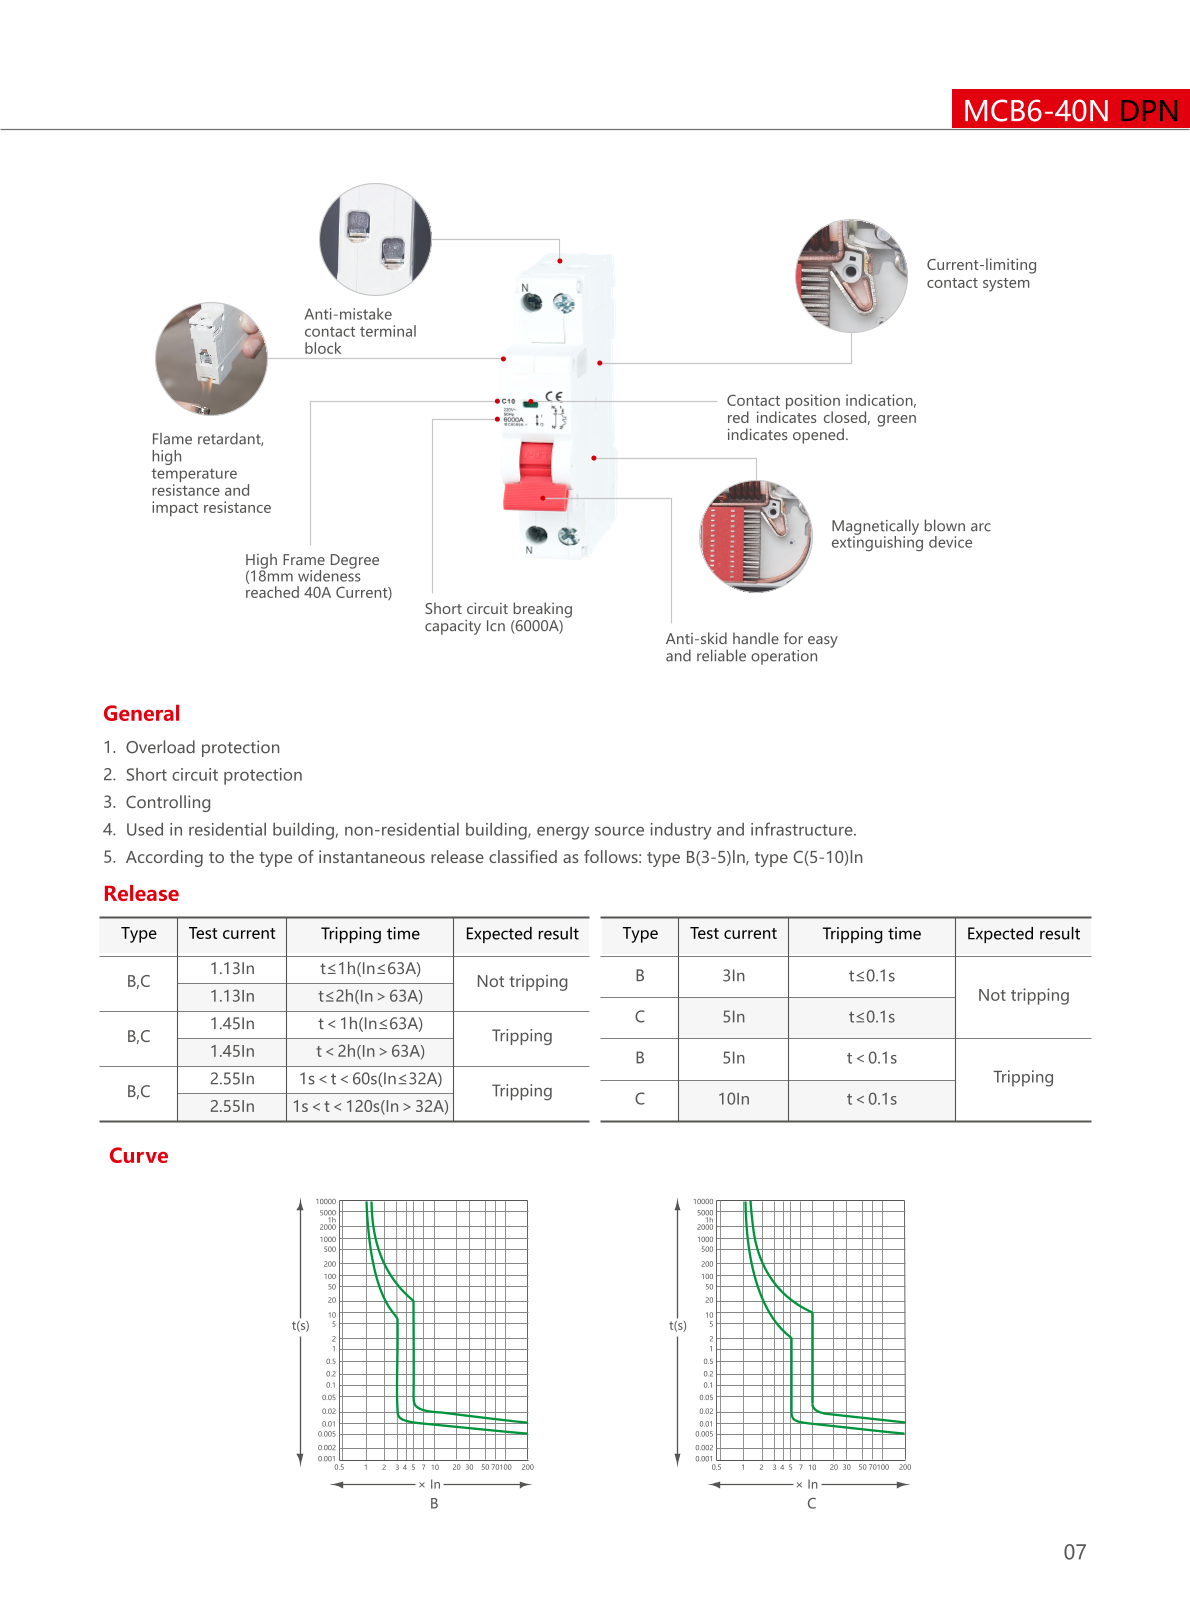 MCB6-40N DPN
Anti-mistake
contact terminal
block
Current-limiting
contact system
Flame retardant,
high
temperature
resistance and
impact resistance
N
C10
CE
220V~
50Hz
6000A
N
Contact position indication,
red indicates closed, green
indicates opened.
Magnetically blown arc
extinguishing device
High Frame Degree
(18mm wideness
reached 40A Current)
Short circuit breaking
capacity Icn (6000A)
Anti-skid handle for easy
and reliable operation
General
1. Overload protection
2. Short circuit protection
3. Controlling
4. Used in residential building, non-residential building, energy source industry and infrastructure.
5. According to the type of instantaneous release classified as follows: type B(3-5)ln, type C(5-10)ln
Release
Type Test current Tripping time Expected result
B,C 1.13In t≤1h(In≤63A) Not tripping
1.13In t≤2h(In > 63A)
B,C 1.45In t < 1h(In≤63A) Tripping
1.45In t < 2h(In > 63A)
B,C 2.55In 1s < t < 60s(In≤32A) Tripping
2.55In 1s < t < 120s(In > 32A)
Type Test current Tripping time Expected result
B 3In t≤0.1s Not tripping
C 5In t≤0.1s
B 5In t < 0.1s Tripping
C 10In t < 0.1s
Curve
10000
5000
1h
2000
1000
500
200
100
50
20
10
t(s)
5
2
1
0.5
0.2
0.1
0.05
0.02
0.01
0.005
0.002
0.001
0.5 1 2 3 4 5 7 10 20 30 50 70 100 200
× In
B
10000
5000
1h
2000
1000
500
200
100
50
20
10
t(s)
5
2
1
0.5
0.2
0.1
0.05
0.02
0.01
0.005
0.002
0.001
0.5 1 2 3 4 5 7 10 20 30 50 70 100 200
× In
C
07